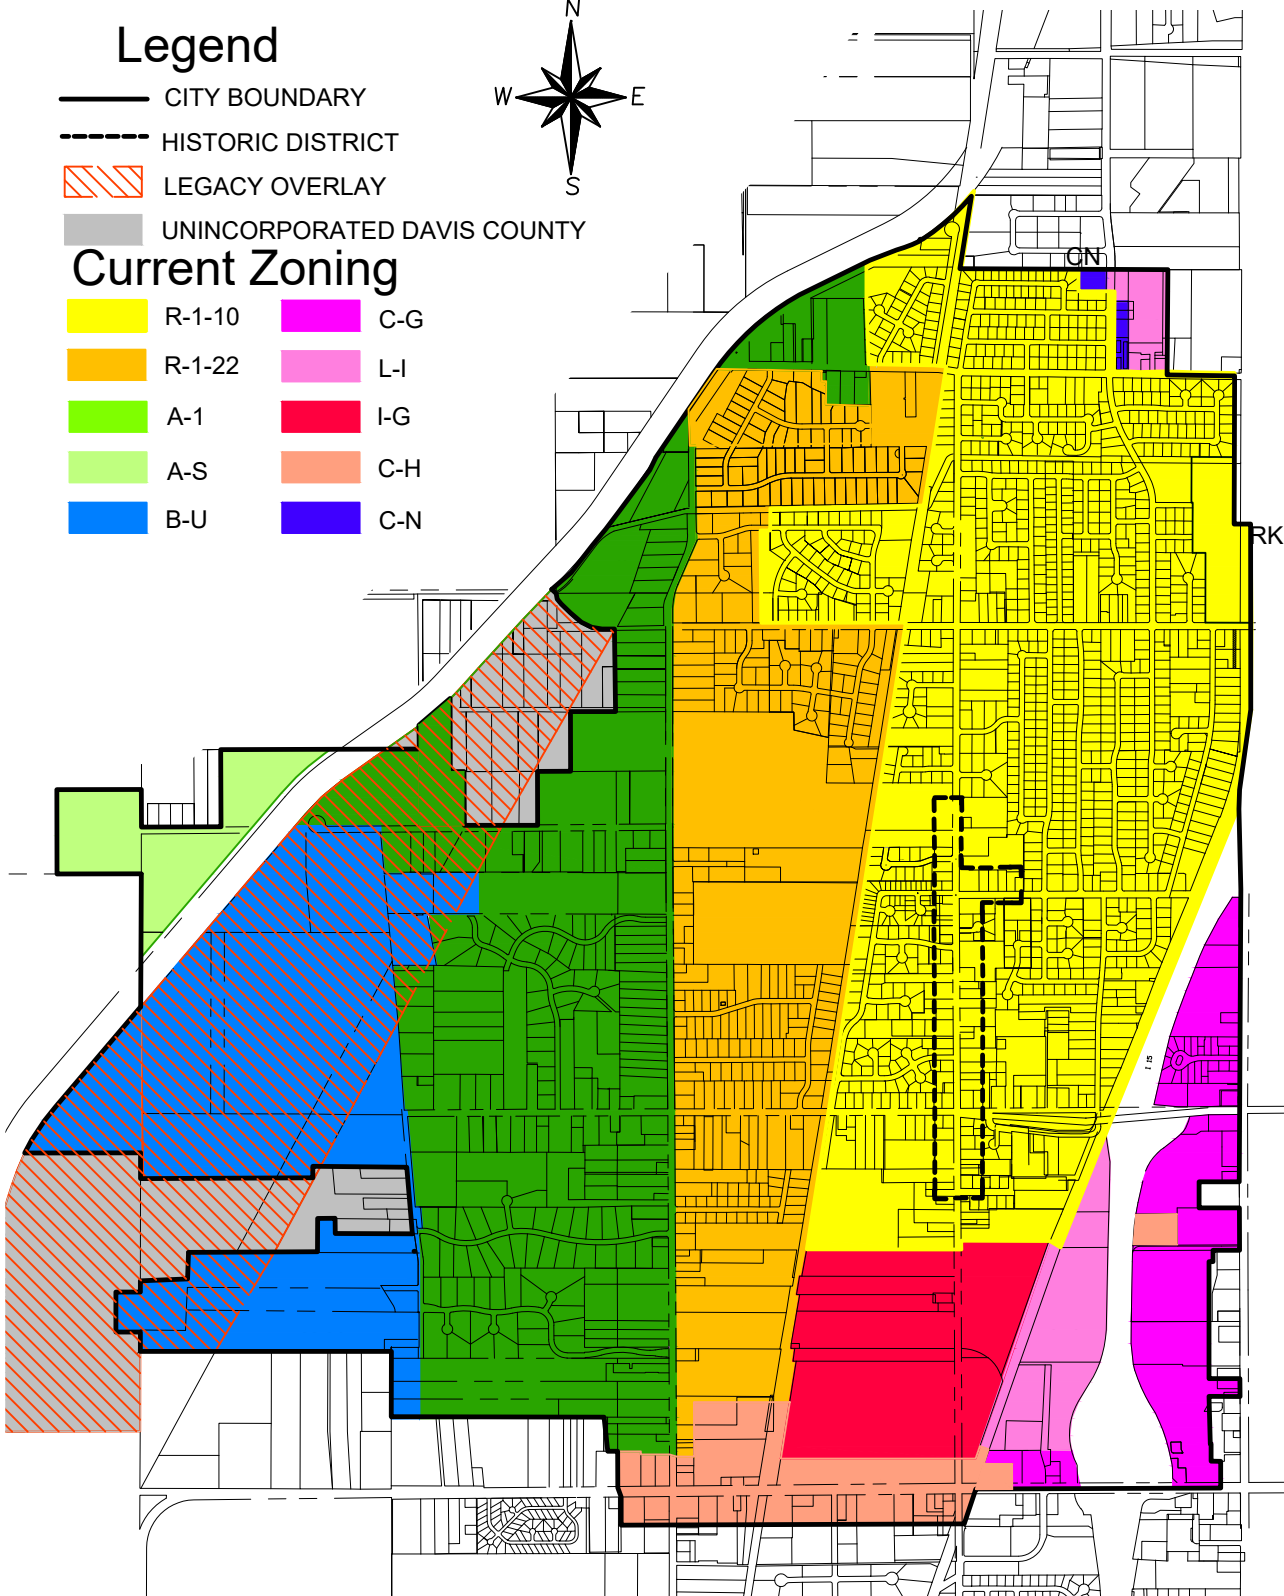 N
W E
S
Legend
CITY BOUNDARY
HISTORIC DISTRICT
LEGACY OVERLAY
UNINCORPORATED DAVIS COUNTY
Current Zoning
R-1-10 C-G
R-1-22 L-I
A-1 I-G
A-S C-H
B-U C-N
CN
RK
I 15